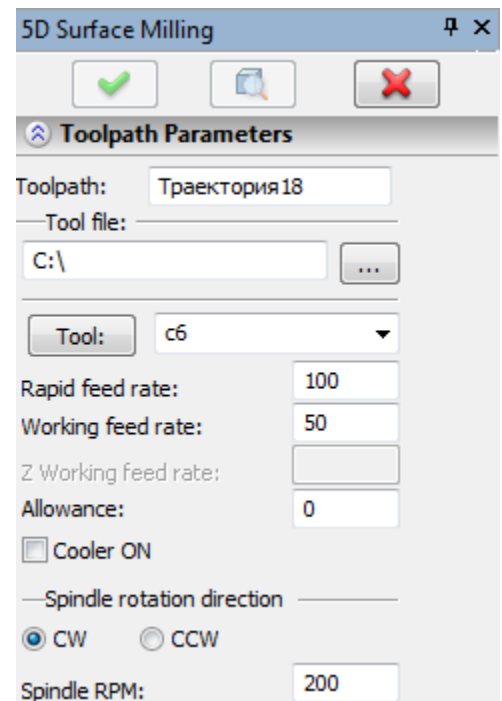 5D Surface Milling
Toolpath Parameters
Toolpath: Траектория18
Tool file:
C:\
...
Tool: c6
Rapid feed rate: 100
Working feed rate: 50
Z Working feed rate:
Allowance: 0
Cooler ON
Spindle rotation direction
CW CCW
Spindle RPM: 200